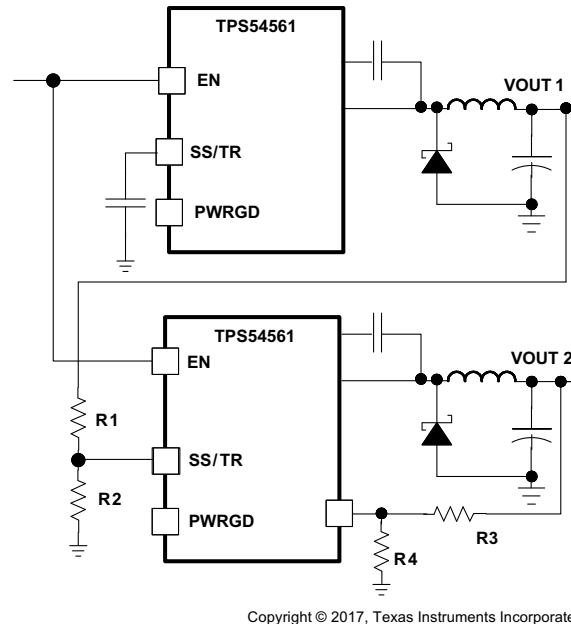 TPS54561
EN
VOUT 1
SS/TR
PWRGD
TPS54561
EN
VOUT 2
R1
SS/TR
R2
PWRGD
R3
R4
Copyright © 2017, Texas Instruments Incorporate